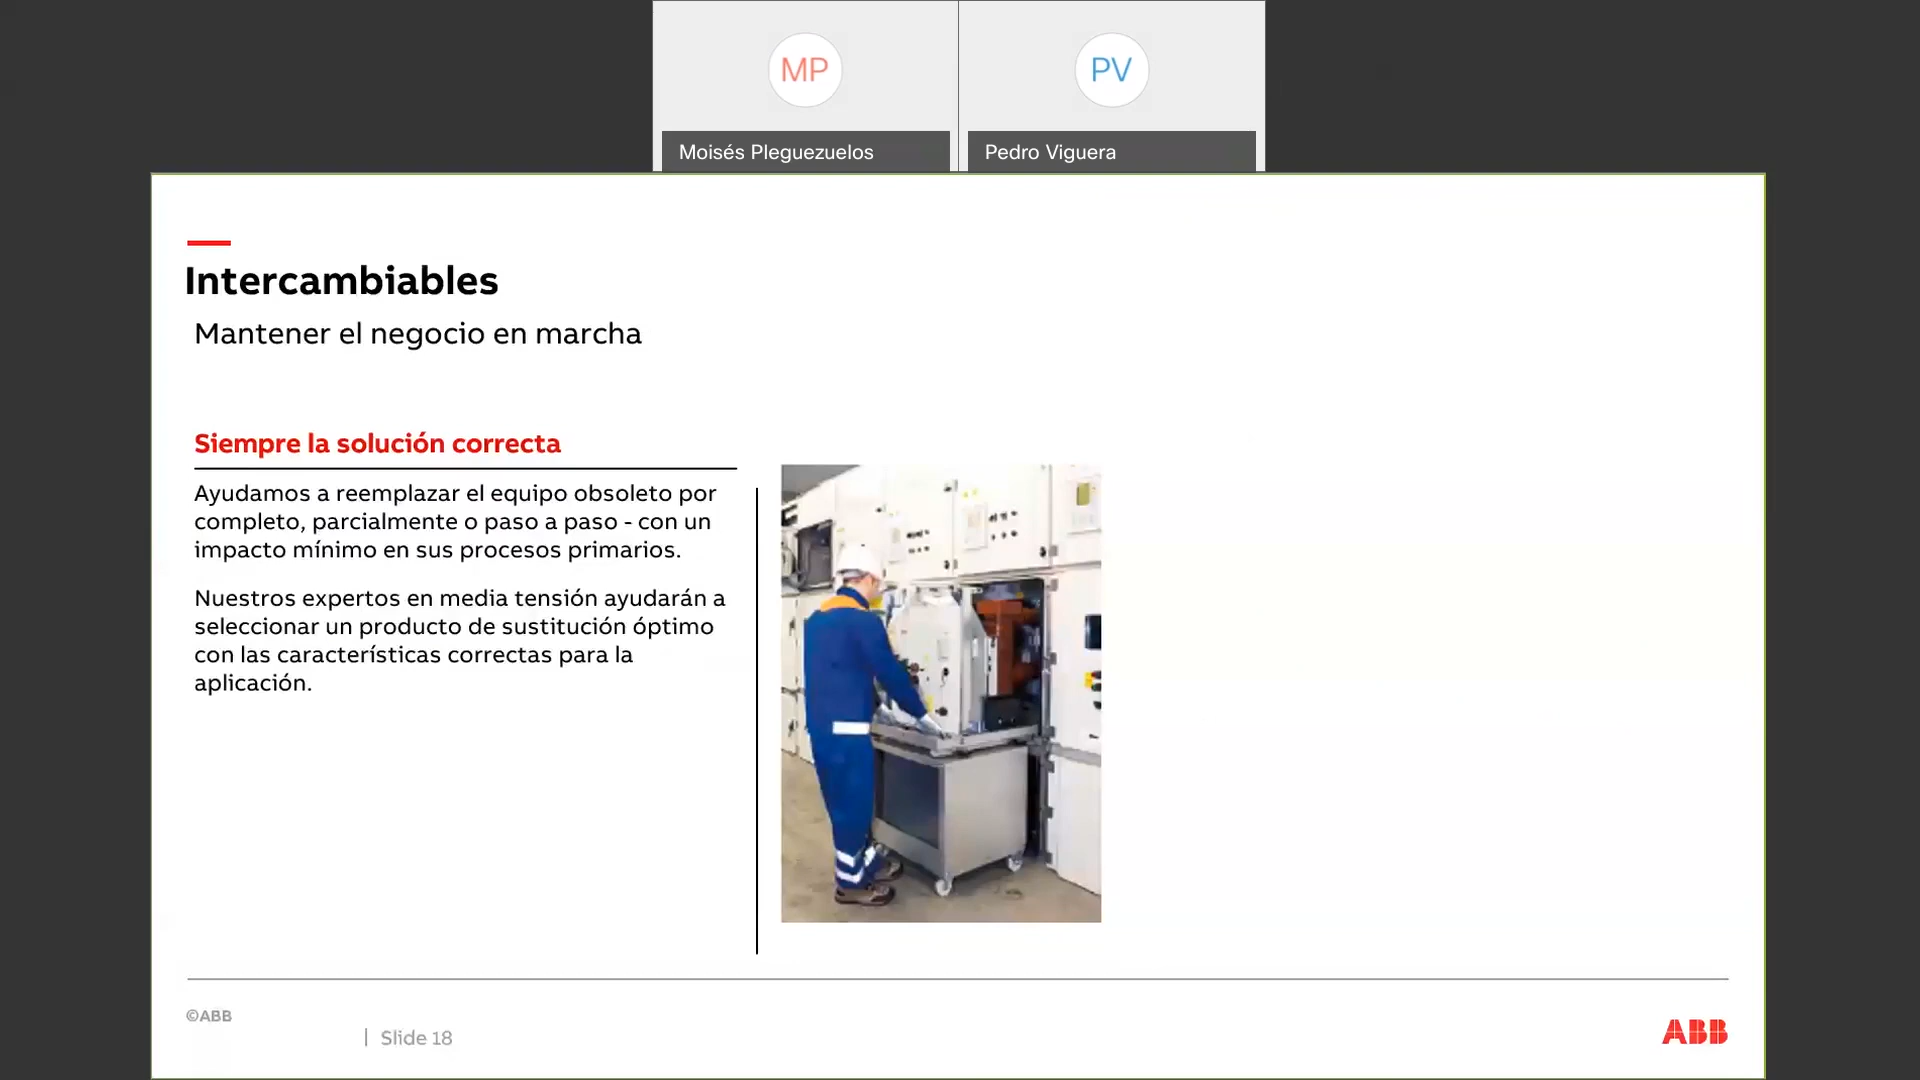 MP
PV
Moisés Pleguezuelos
Pedro Viguera
Intercambiables
Mantener el negocio en marcha
Siempre la solución correcta
Ayudamos a reemplazar el equipo obsoleto por
completo, parcialmente o paso a paso - con un
impacto mínimo en sus procesos primarios.
Nuestros expertos en media tensión ayudarán a
seleccionar un producto de sustitución óptimo
con las características correctas para la
aplicación.
©ABB
| Slide 18
ABB